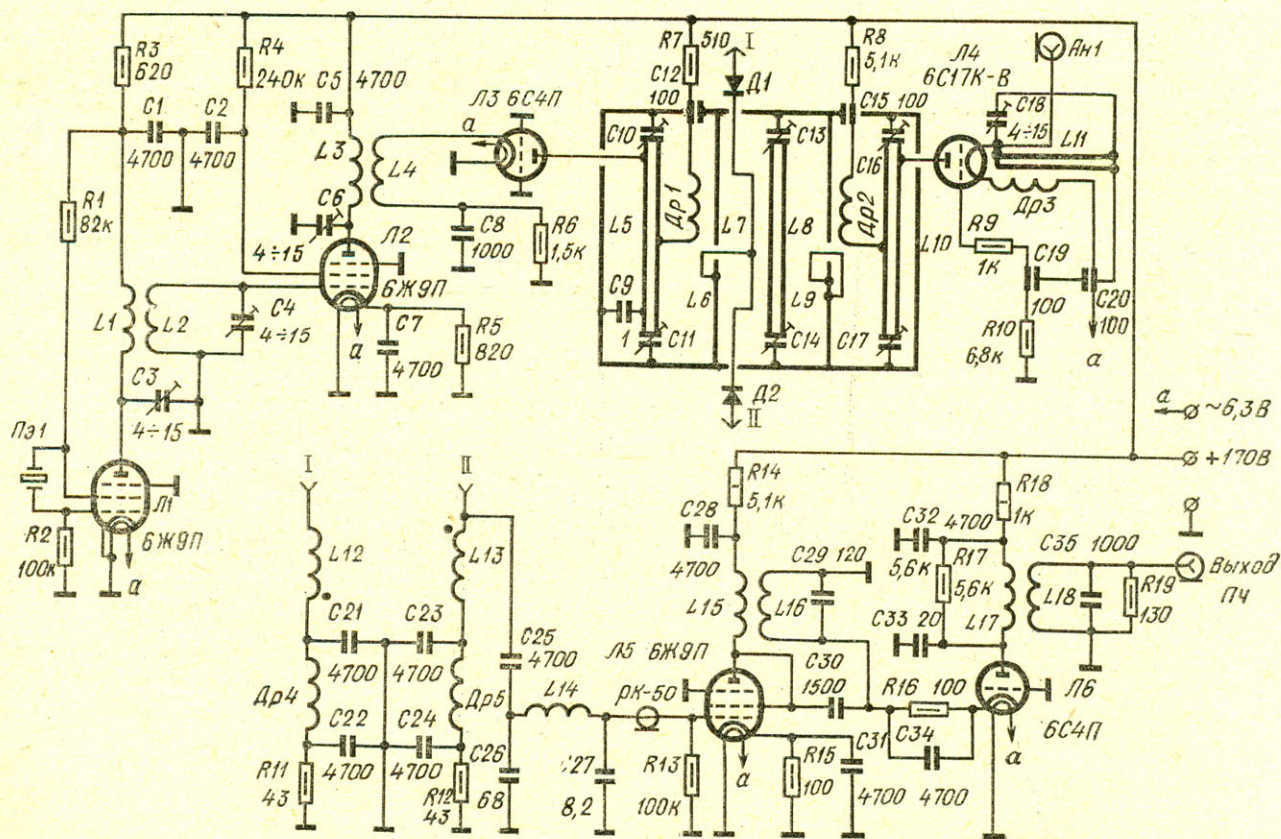 R3
620
R4
240к
C5
4700
C1
4700
C2
4700
R1
82к
L3
L4
C6
4÷15
Л3 6С4П
а
C8
1000
R6
1,5к
Л2
6Ж9П
а
C7
4700
R5
820
L1
L2
C4
4÷15
C3
4÷15
Пэ1
R2
100к
Л1
6Ж9П
а
R7
510
C12
100
I
Д1
R8
5,1к
C15 100
Л4
6С17К-В
Ан1
C18
4÷15
L11
C10
C13
C16
L5
Др1
L7
L8
Др2
L10
Др3
C9
1
L6
L9
C11
C14
C17
Д2
II
R9
1к
C19
100
C20
100
R10
6,8к
а
а
~6,3В
+170В
I
II
L12
L13
C21
4700
C23
4700
Др4
Др5
C22
4700
C24
4700
R11
43
R12
43
C25
4700
L14
РК-50
C26
68
C27
8,2
R13
100к
Л5 6Ж9П
а
R14
5,1к
C28
4700
L15
C29 120
L16
C30
1500
R15
100
C31
4700
R16 100
C34
4700
R18
1к
C32
4700
R17
5,6к
5,6к
C33 20
L17
Л6
6С4П
а
C35 1000
L18
R19
130
Выход
ПЧ